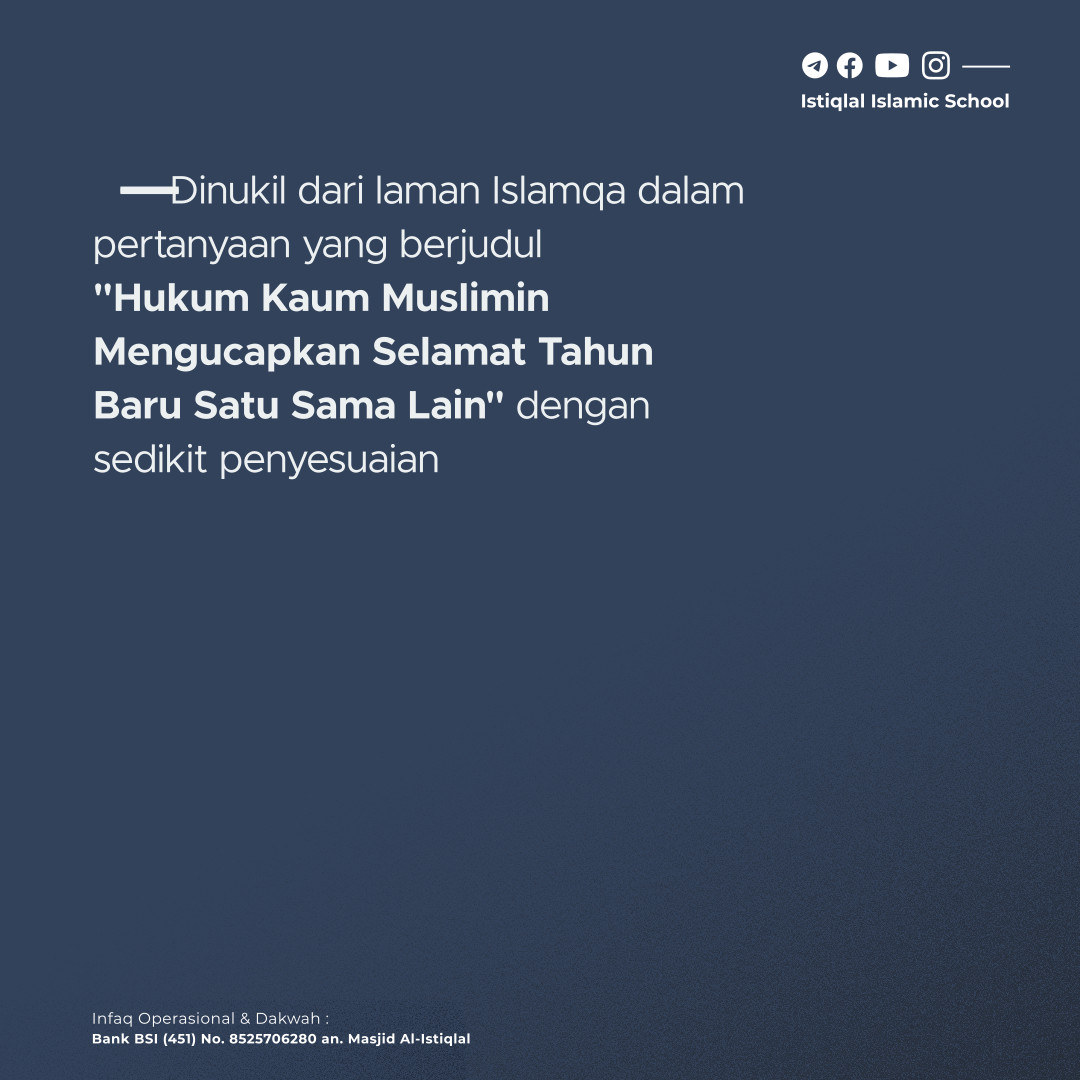 Istiqlal Islamic School
Dinukil dari laman Islamqa dalam
pertanyaan yang berjudul
"Hukum Kaum Muslimin
Mengucapkan Selamat Tahun
Baru Satu Sama Lain" dengan
sedikit penyesuaian
Infaq Operasional & Dakwah :
Bank BSI (451) No. 8525706280 an. Masjid Al-Istiqlal